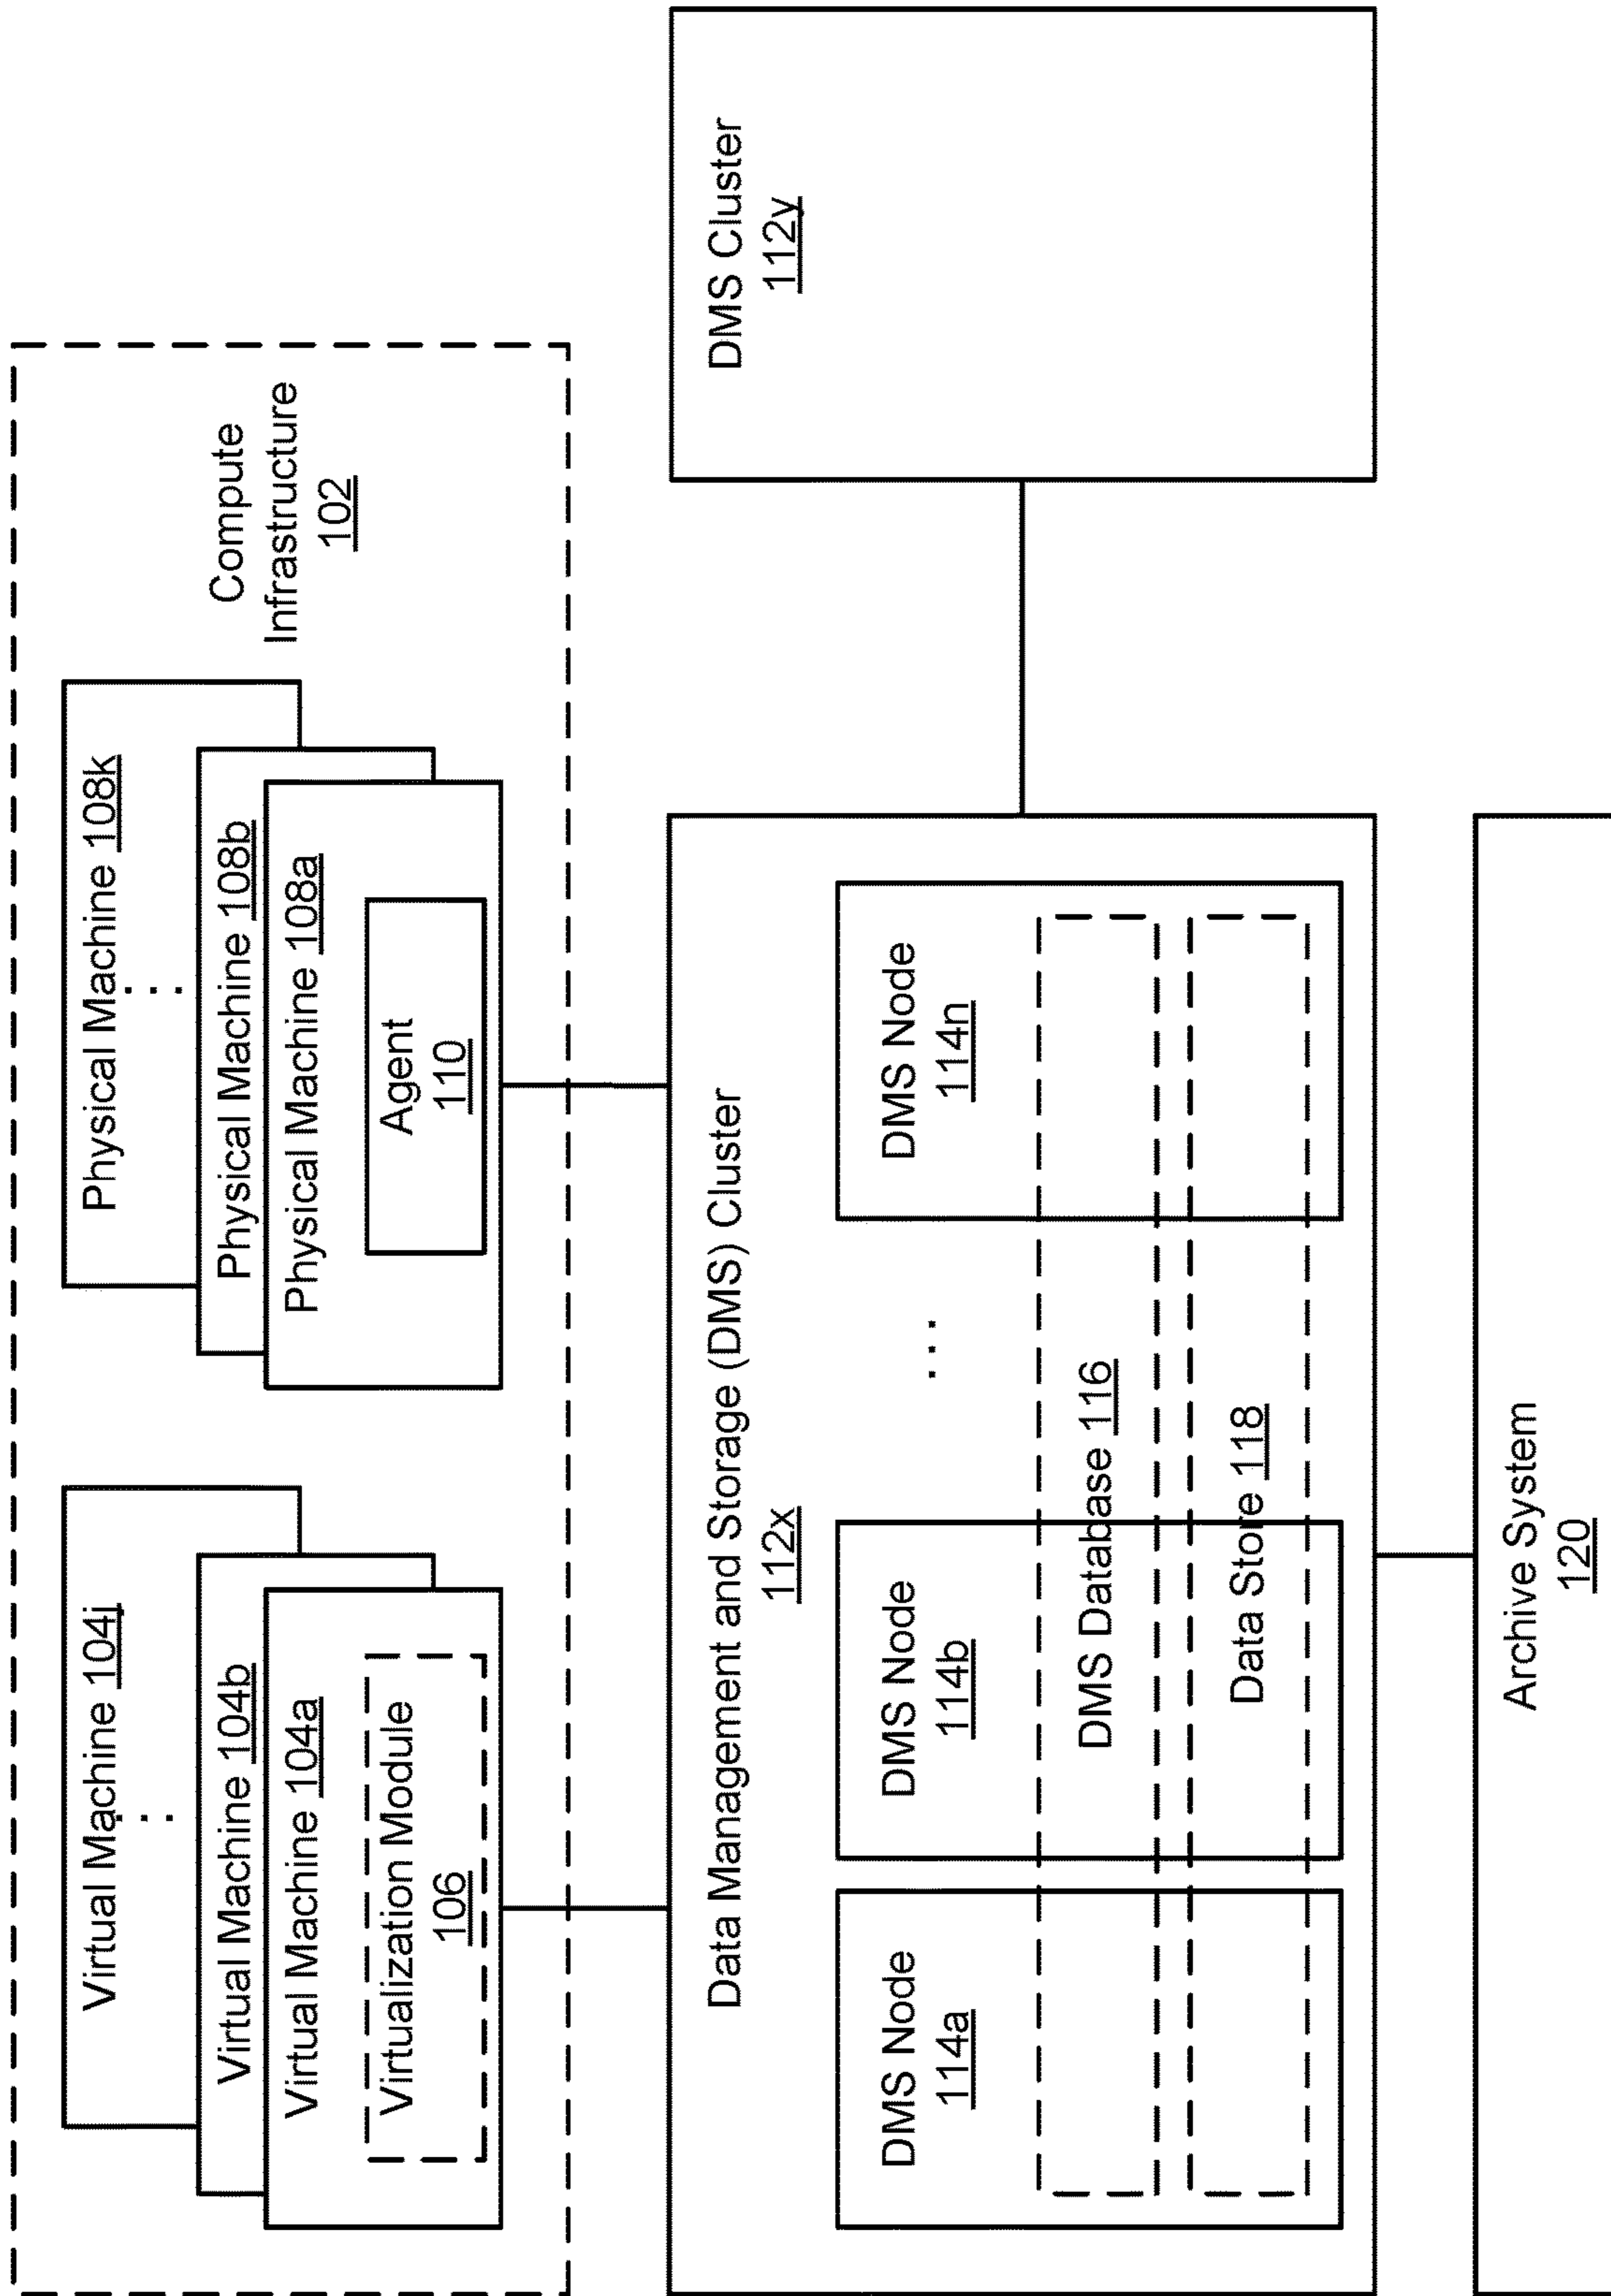 Compute
Infrastructure
102
Virtual Machine 104j
...
Virtual Machine 104b
Virtual Machine 104a
Virtualization Module
106
Physical Machine 108k
...
Physical Machine 108b
Physical Machine 108a
Agent
110
Data Management and Storage (DMS) Cluster
112x
DMS Node
114a
DMS Node
114b
...
DMS Node
114n
DMS Database 116
Data Store 118
DMS Cluster
112y
Archive System
120